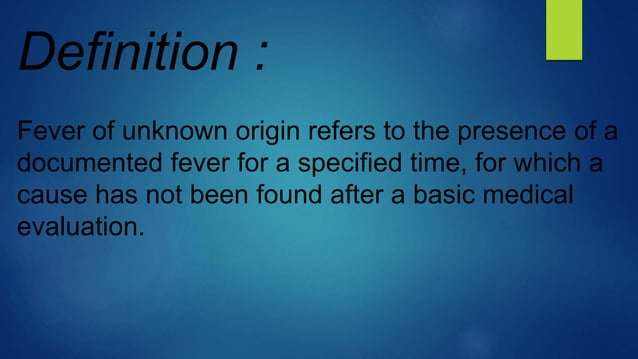 Definition :
Fever of unknown origin refers to the presence of a
documented fever for a specified time, for which a
cause has not been found after a basic medical
evaluation.